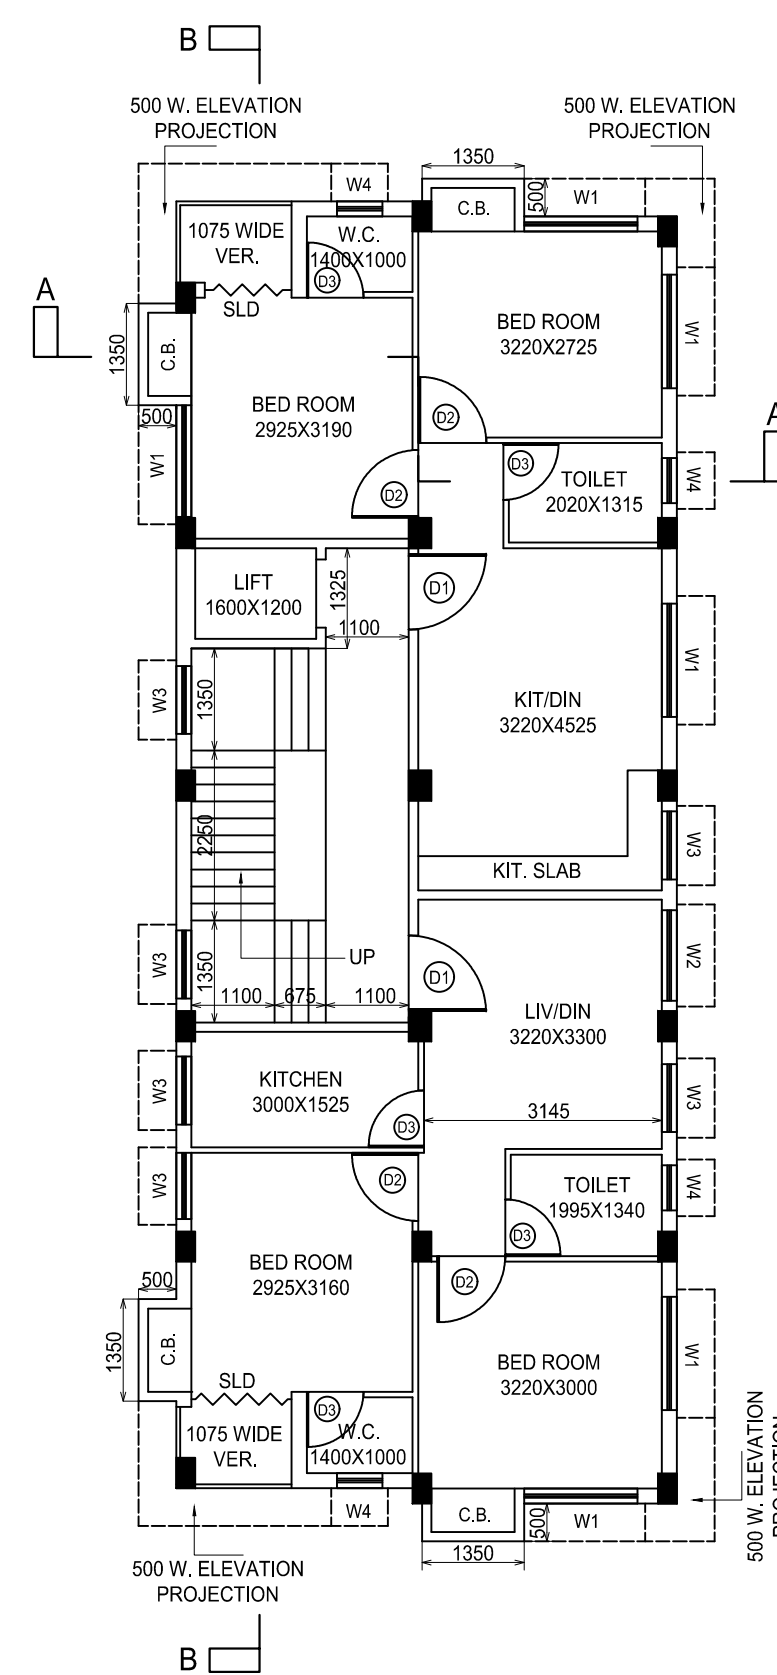 B
500 W. ELEVATION
PROJECTION
500 W. ELEVATION
PROJECTION
1350
W4
500
W1
C.B.
1075 WIDE
VER.
W.C.
1400X1000
D3
A
SLD
BED ROOM
3220X2725
W1
1350
C.B.
BED ROOM
2925X3190
D2
A
500
W1
D2
D3
TOILET
2020X1315
W4
LIFT
1600X1200
1325
D1
1100
W3
1350
KIT/DIN
3220X4525
W1
2250
KIT. SLAB
W3
UP
W3
1350
1100
675
1100
D1
LIV/DIN
3220X3300
W2
KITCHEN
3000X1525
W3
D3
3145
W3
W3
D2
TOILET
1995X1340
W4
D3
BED ROOM
2925X3160
500
D2
1350
C.B.
BED ROOM
3220X3000
W1
SLD
D3
1075 WIDE
VER.
W.C.
1400X1000
W4
C.B.
500
W1
1350
500 W. ELEVATION
PROJECTION
500 W. ELEVATION
PROJECTION
B